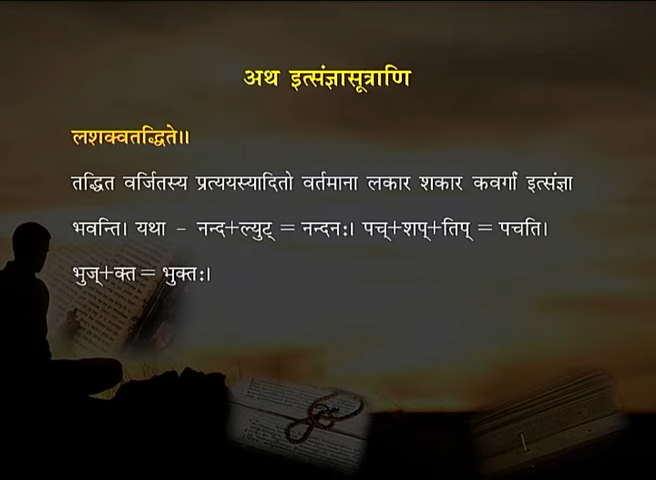 अथ इत्संज्ञासूत्राणि
लशक्वतद्धिते॥
तद्धित वर्जितस्य प्रत्ययस्यादितो वर्तमाना लकार शकार कवर्गां इत्संज्ञा
भवन्ति। यथा - नन्द+ल्युट् = नन्दन:। पच्+शप्+तिप् = पचति।
भुज्+क्त = भुक्त:।